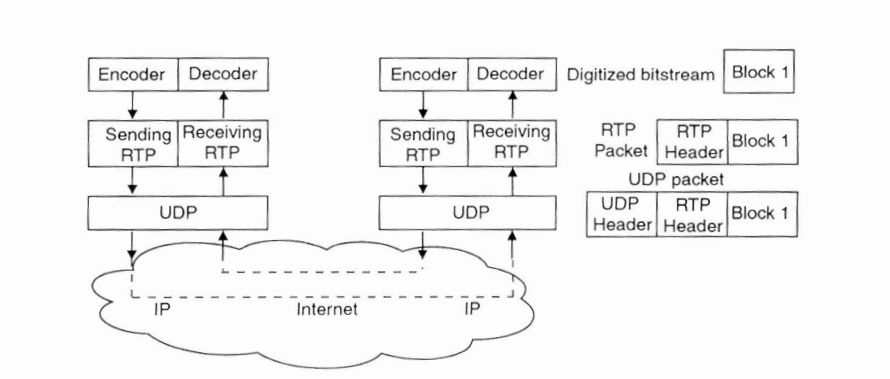 Encoder Decoder
Encoder Decoder
Digitized bitstream
Block 1
Sending RTP
Receiving RTP
Sending RTP
Receiving RTP
RTP
Packet
RTP
Header
Block 1
UDP packet
UDP
UDP
UDP
Header
RTP
Header
Block 1
IP
Internet
IP